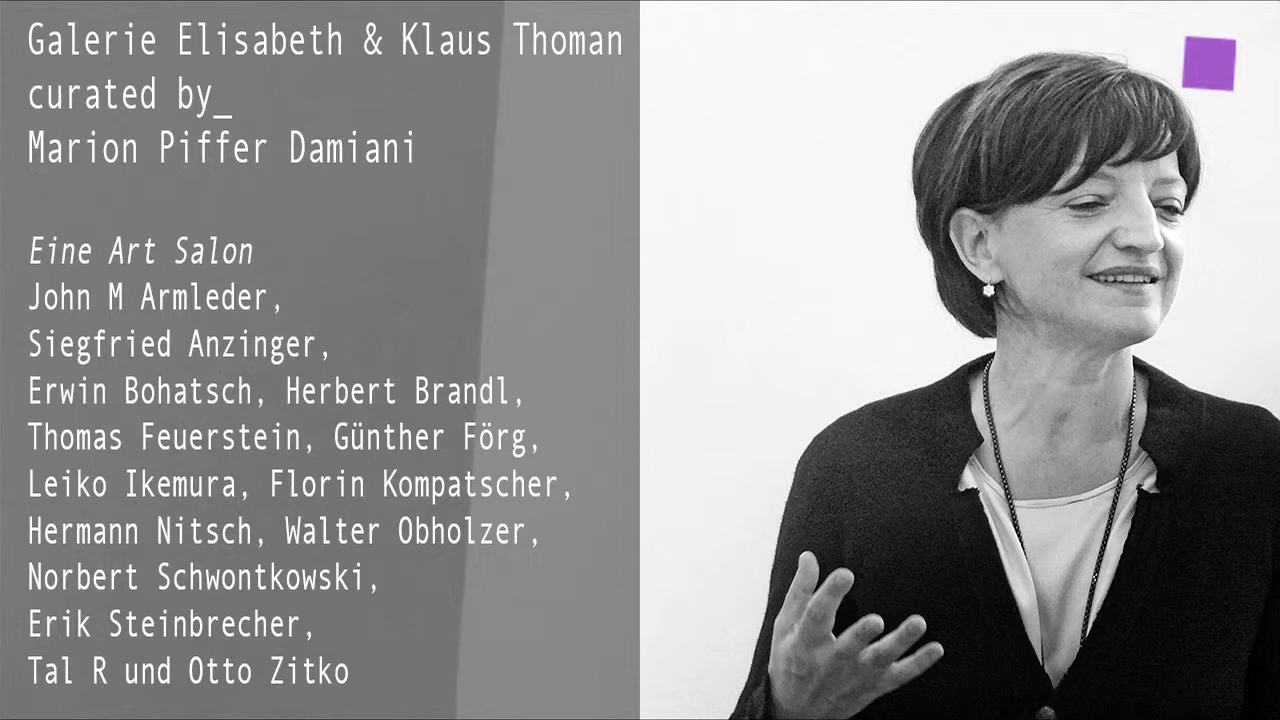 Galerie Elisabeth & Klaus Thoman
curated by_
Marion Piffer Damiani
Eine Art Salon
John M Armleder,
Siegfried Anzinger,
Erwin Bohatsch, Herbert Brandl,
Thomas Feuerstein, Günther Förg,
Leiko Ikemura, Florin Kompatscher,
Hermann Nitsch, Walter Obholzer,
Norbert Schwontkowski,
Erik Steinbrecher,
Tal R und Otto Zitko